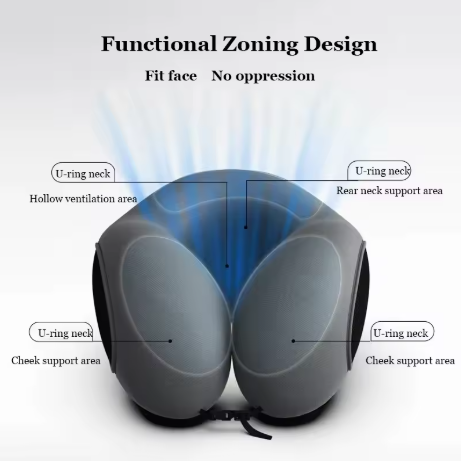 Functional Zoning Design
Fit face No oppression
U-ring neck
Hollow ventilation area
U-ring neck
Rear neck support area
U-ring neck
Cheek support area
U-ring neck
Cheek support area